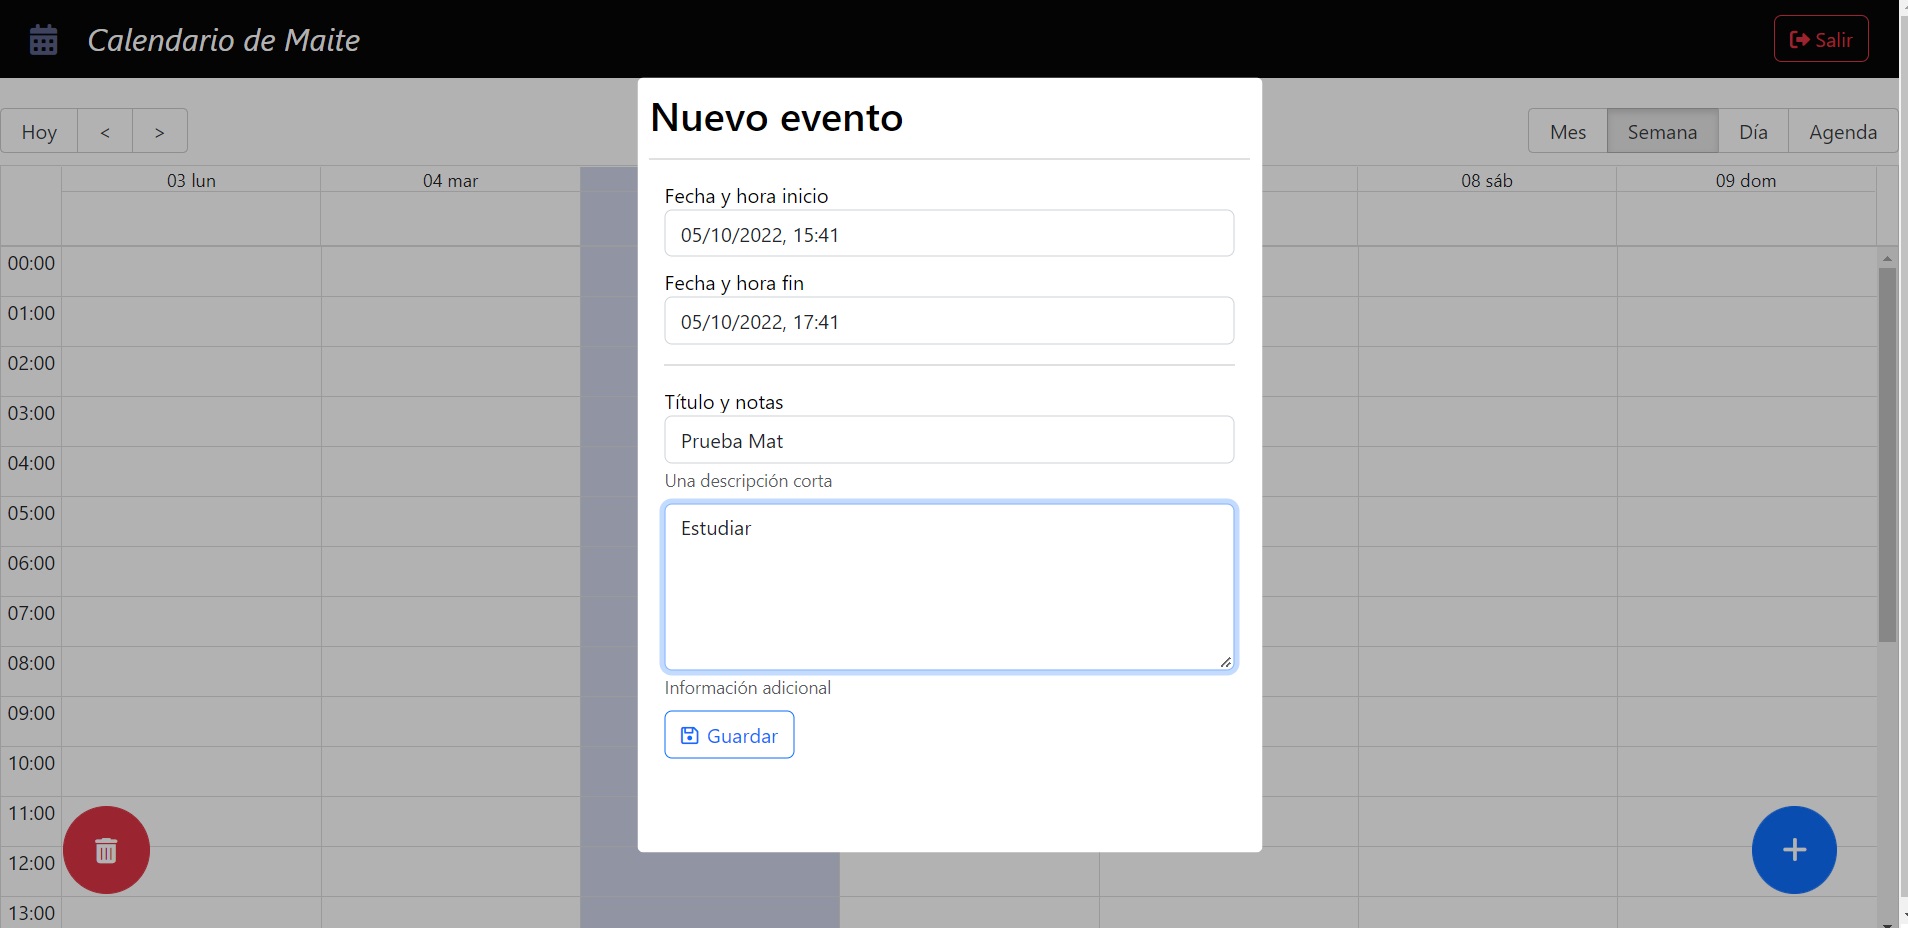 Calendario de Maite
Salir
Hoy < >
Mes Semana Día Agenda
03 lun 04 mar 08 sáb 09 dom
00:00
01:00
02:00
03:00
04:00
05:00
06:00
07:00
08:00
09:00
10:00
11:00
12:00
13:00
Nuevo evento
Fecha y hora inicio
05/10/2022, 15:41
Fecha y hora fin
05/10/2022, 17:41
Título y notas
Prueba Mat
Una descripción corta
Estudiar
Información adicional
Guardar